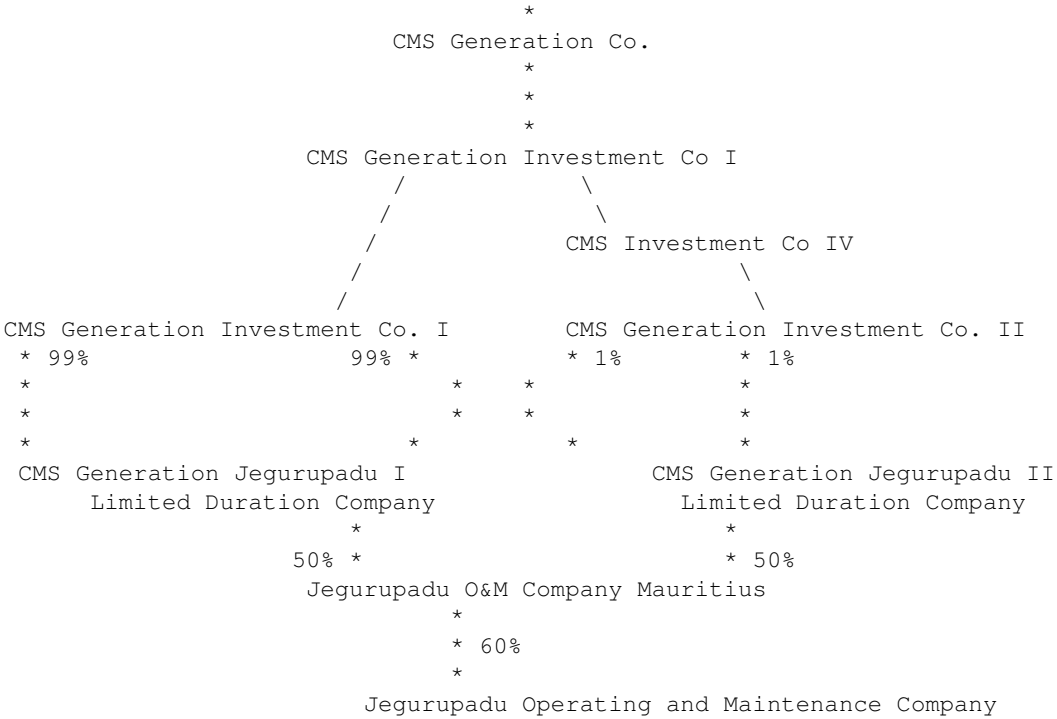 *
CMS Generation Co.
*
*
*
CMS Generation Investment Co I
/ \
/ \
/ CMS Investment Co IV
/ \
/ \
CMS Generation Investment Co. I CMS Generation Investment Co. II
* 99% 99% * * 1% * 1%
* * * *
* * * *
* * * *
CMS Generation Jegurupadu I CMS Generation Jegurupadu II
Limited Duration Company Limited Duration Company
* *
50% * * 50%
Jegurupadu O&M Company Mauritius
*
* 60%
*
Jegurupadu Operating and Maintenance Company